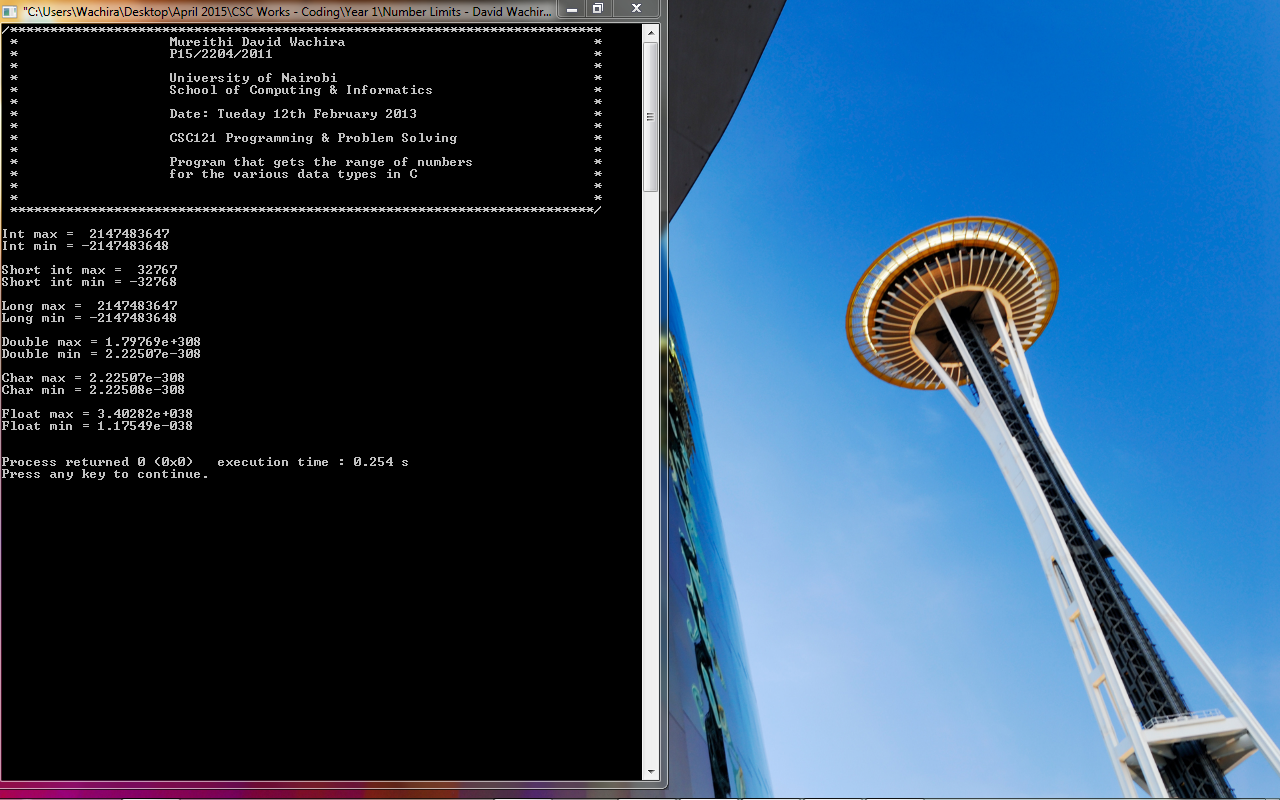 "C:\Users\Wachira\Desktop\April 2015\CSC Works - Coding\Year 1\Number Limits - David Wachir...
/**************************************************************************
* Mureithi David Wachira *
* P15/2204/2011 *
* *
* University of Nairobi *
* School of Computing & Informatics *
* *
* Date: Tueday 12th February 2013 *
* *
* CSC121 Programming & Problem Solving *
* *
* Program that gets the range of numbers *
* for the various data types in C *
* *
* *
*************************************************************************/
Int max =  2147483647
Int min = -2147483648
Short int max =  32767
Short int min = -32768
Long max =  2147483647
Long min = -2147483648
Double max = 1.79769e+308
Double min = 2.22507e-308
Char max = 2.22507e-308
Char min = 2.22508e-308
Float max = 3.40282e+038
Float min = 1.17549e-038
Process returned 0 (0x0)   execution time : 0.254 s
Press any key to continue.